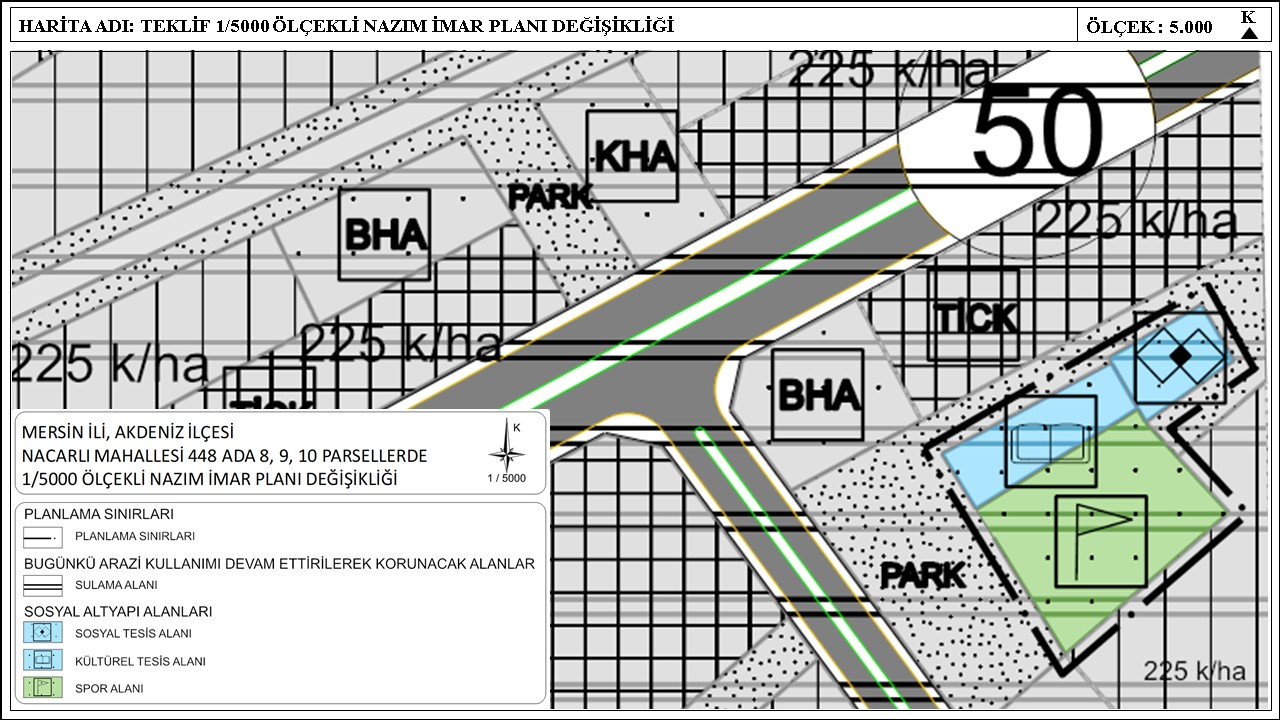 HARİTA ADI: TEKLİF 1/5000 ÖLÇEKLİ NAZIM İMAR PLANI DEĞİŞİKLİĞİ
ÖLÇEK : 5.000
K
225 k/ha
50
KHA
PARK
BHA
225 k/ha
TİCK
225 k/ha
225 k/ha
TİCK
BHA
PARK
225 k/ha
MERSİN İLİ, AKDENİZ İLÇESİ
NACARLI MAHALLESİ 448 ADA 8, 9, 10 PARSELLERDE
1/5000 ÖLÇEKLİ NAZIM İMAR PLANI DEĞİŞİKLİĞİ
K
1 / 5000
PLANLAMA SINIRLARI
PLANLAMA SINIRLARI
BUGÜNKÜ ARAZİ KULLANIMI DEVAM ETTİRİLEREK KORUNACAK ALANLAR
SULAMA ALANI
SOSYAL ALTYAPI ALANLARI
SOSYAL TESİS ALANI
KÜLTÜREL TESİS ALANI
SPOR ALANI